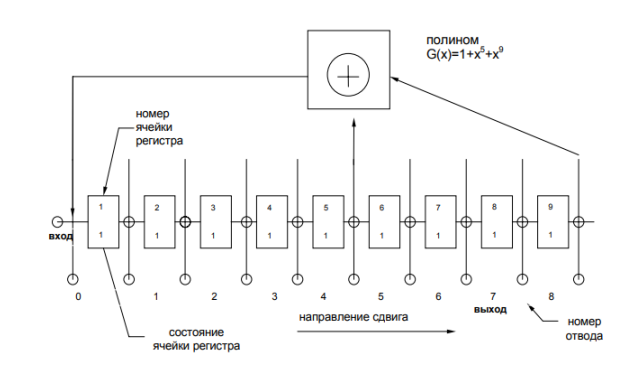 полином
G(x)=1+x⁵+x⁹
номер
ячейки
регистра
1 2 3 4 5 6 7 8 9
вход
1 1 1 1 1 1 1 1 1
0 1 2 3 4 5 6 7 8
выход
направление сдвига
номер
отвода
состояние
ячейки регистра